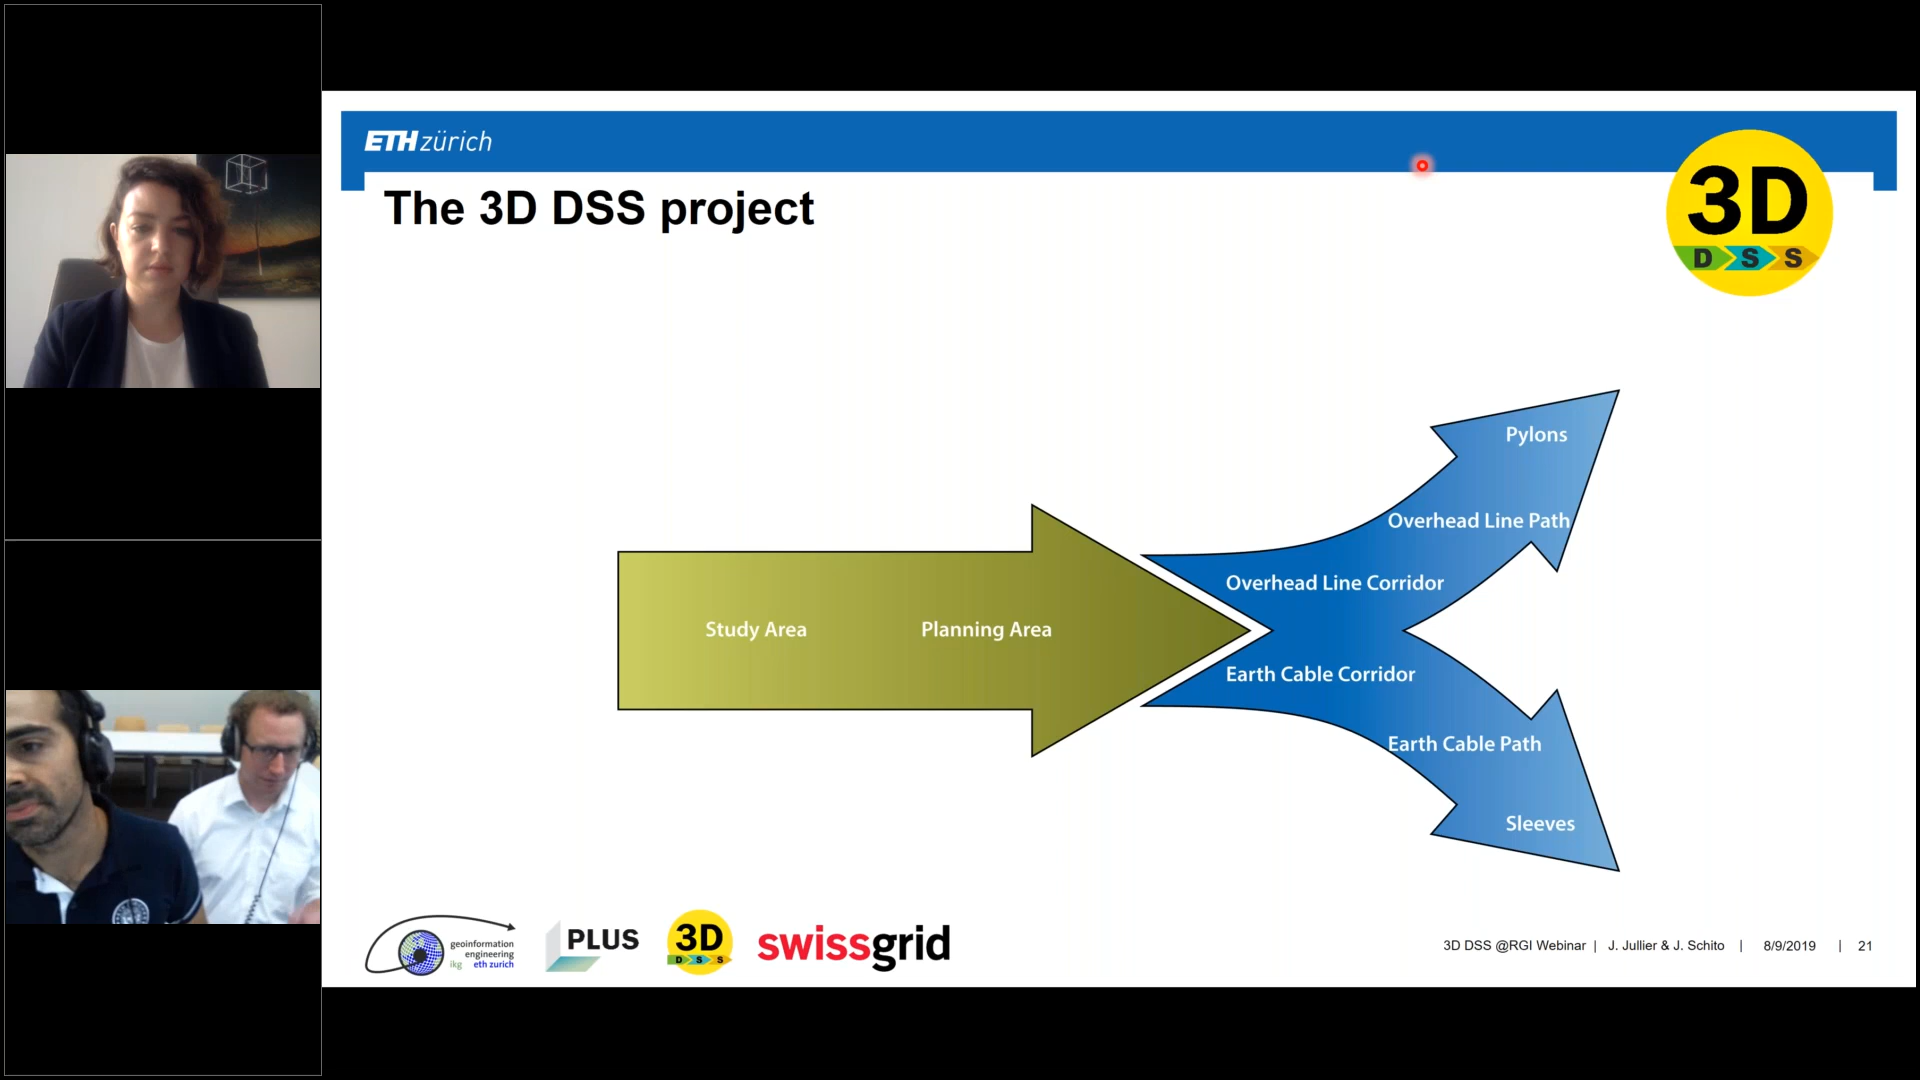 ETH zürich
The 3D DSS project
3D
D S S
Pylons
Overhead Line Path
Overhead Line Corridor
Study Area
Planning Area
Earth Cable Corridor
Earth Cable Path
Sleeves
geoinformation
engineering
ikg eth zurich
PLUS
3D
D S S
swissgrid
3D DSS @RGI Webinar | J. Jullier & J. Schito | 8/9/2019 | 21